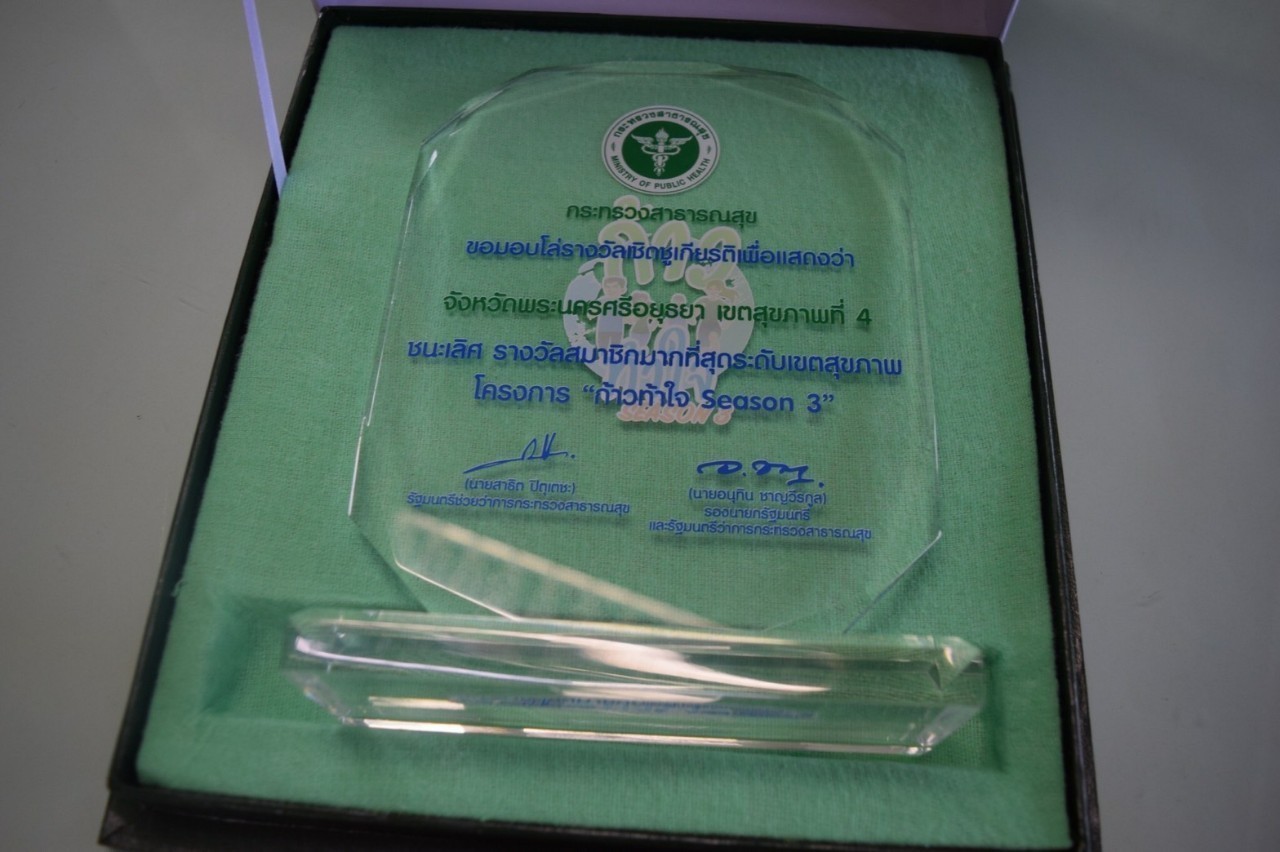 กระทรวงสาธารณสุข
MINISTRY OF PUBLIC HEALTH
กระทรวงสาธารณสุข
ขอมอบโล่รางวัลเชิดชูเกียรติเพื่อแสดงว่า
จังหวัดพระนครศรีอยุธยา เขตสุขภาพที่ 4
ชนะเลิศ รางวัลสมาชิกมากที่สุดระดับเขตสุขภาพ
โครงการ “ก้าวท้าใจ Season 3”
SEASON 3
(นายสาธิต ปิตุเตชะ)
รัฐมนตรีช่วยว่าการกระทรวงสาธารณสุข
(นายอนุทิน ชาญวีรกูล)
รองนายกรัฐมนตรี
และรัฐมนตรีว่าการกระทรวงสาธารณสุข